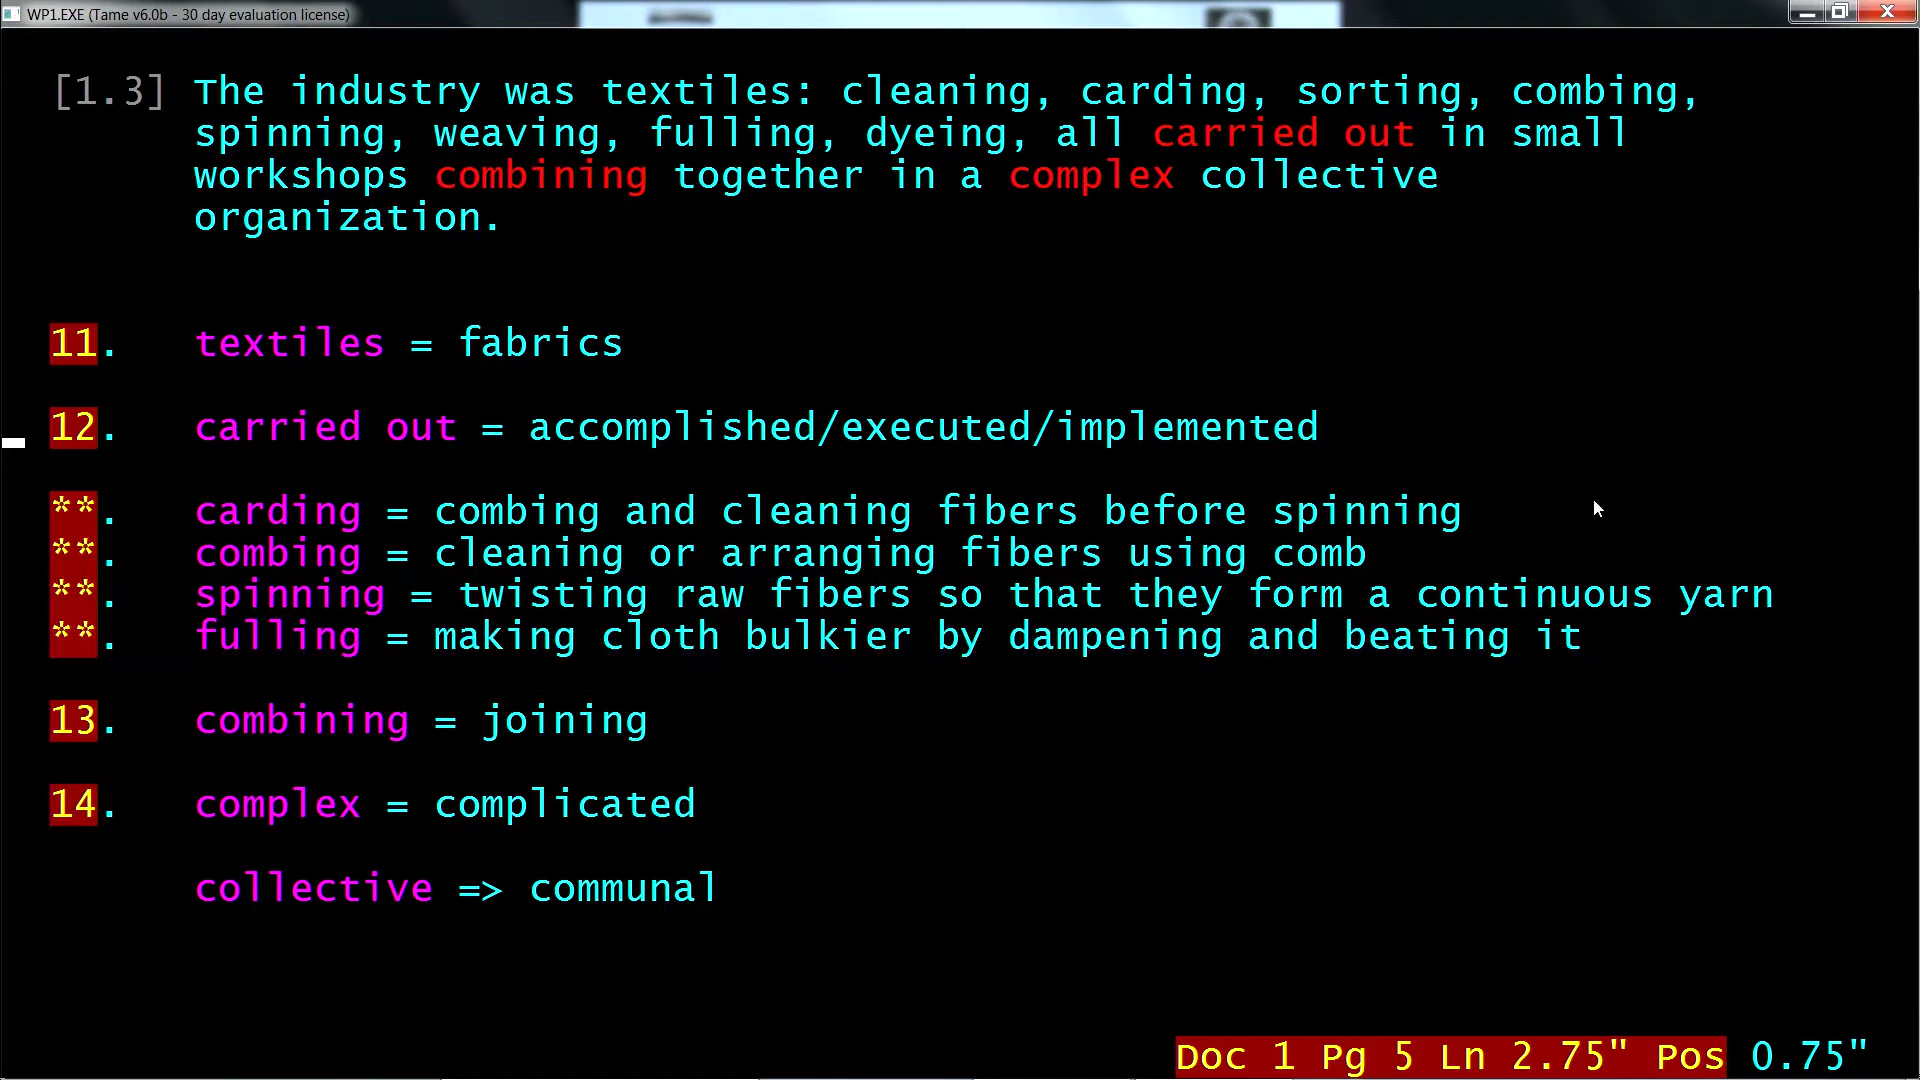 WP1.EXE (Tame v6.0b - 30 day evaluation license)
[1.3] The industry was textiles: cleaning, carding, sorting, combing,
spinning, weaving, fulling, dyeing, all carried out in small
workshops combining together in a complex collective
organization.
11. textiles = fabrics
12. carried out = accomplished/executed/implemented
**. carding = combing and cleaning fibers before spinning
**. combing = cleaning or arranging fibers using comb
**. spinning = twisting raw fibers so that they form a continuous yarn
**. fulling = making cloth bulkier by dampening and beating it
13. combining = joining
14. complex = complicated
collective => communal
Doc 1 Pg 5 Ln 2.75" Pos 0.75"